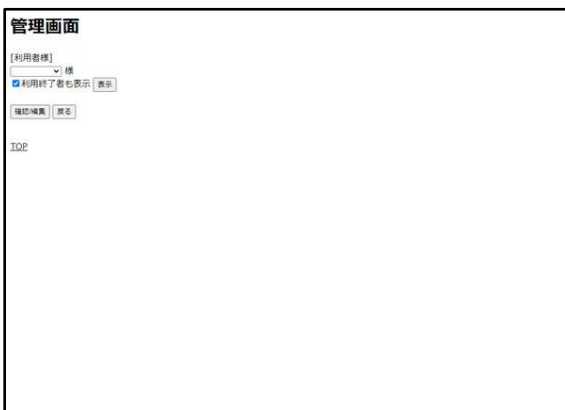 管理画面
[利用者様]
様
利用終了者も表示 表示
確認/編集 戻る
TOP